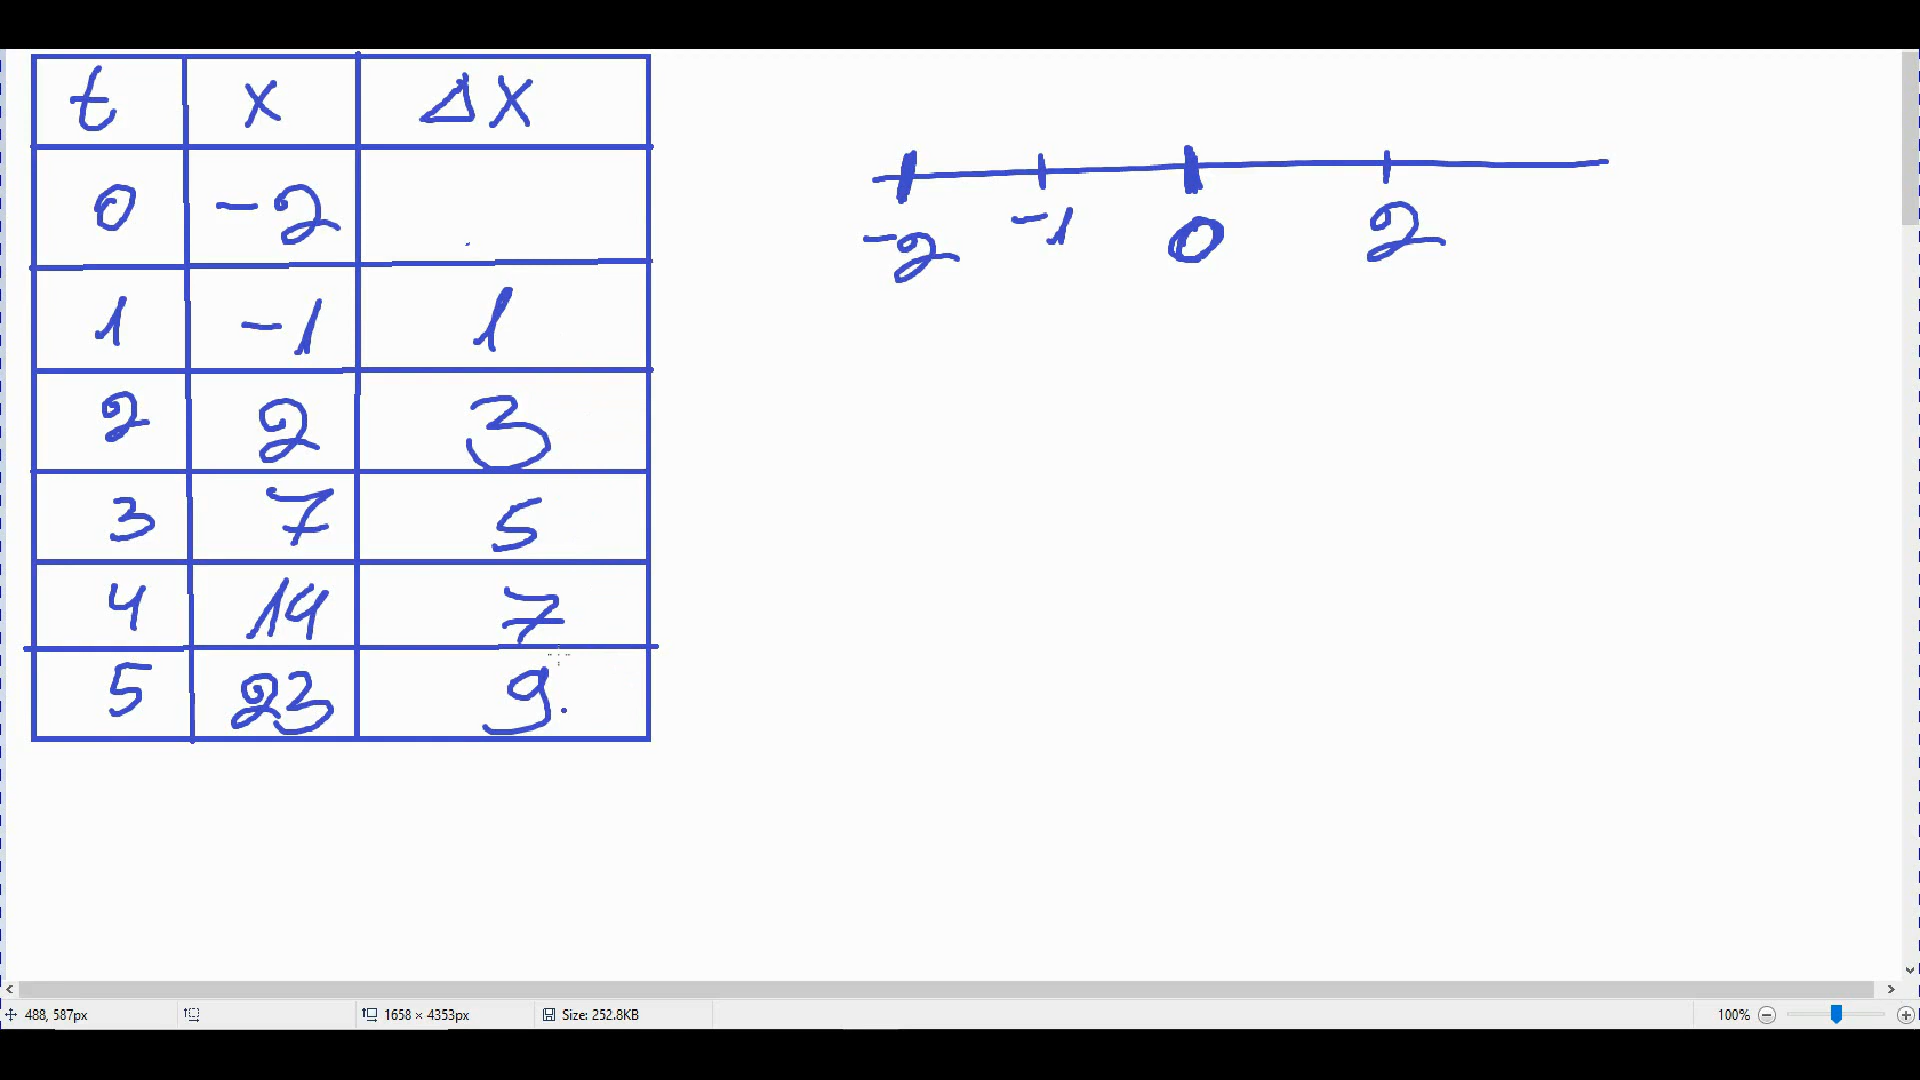 t x Δx
0 -2
1 -1 1
2 2 3
3 7 5
4 14 7
5 23 9.
-2 -1 0 2
488, 587px 1658 × 4353px Size: 252.8KB 100%